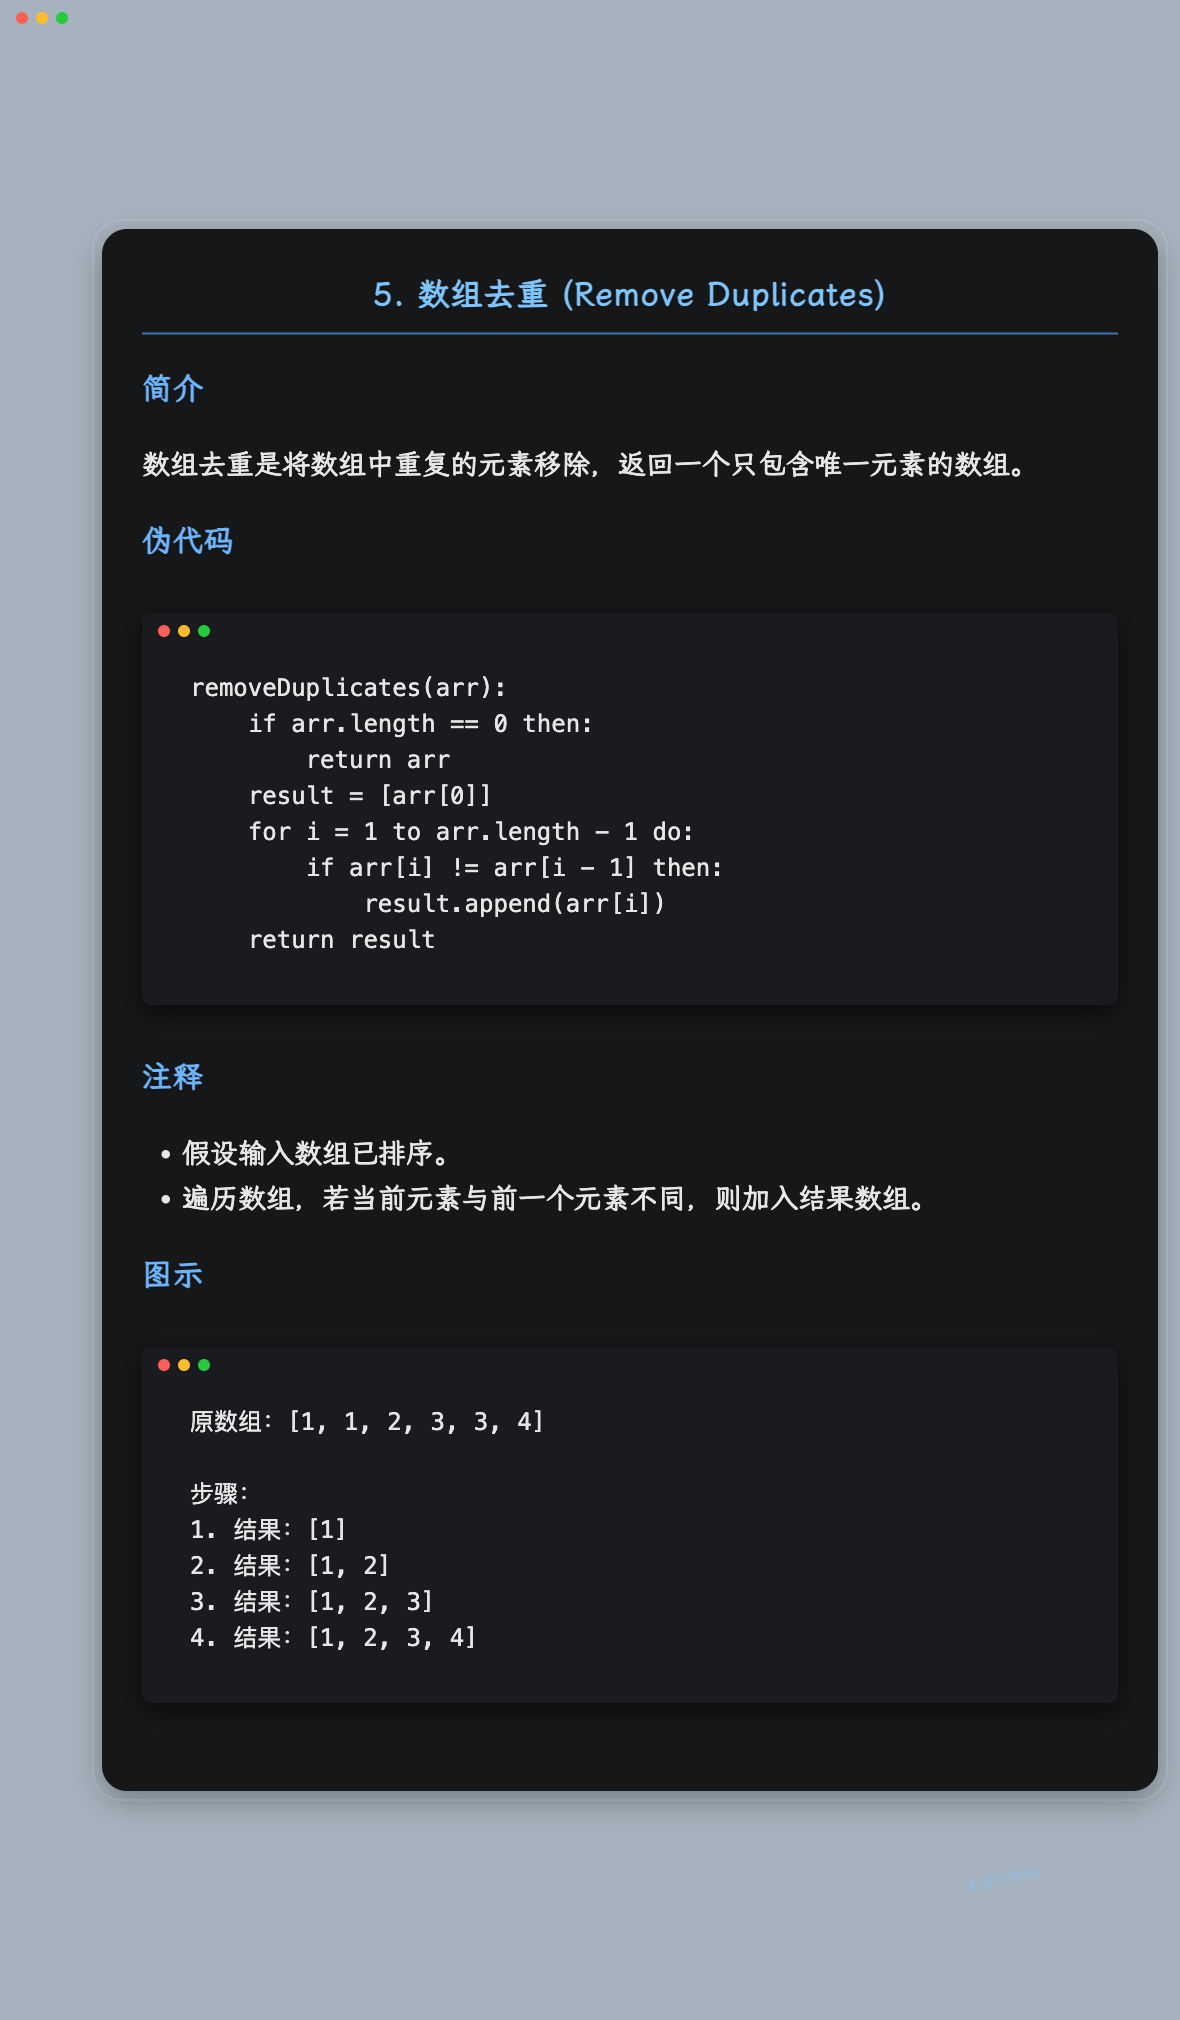 5. 数组去重 (Remove Duplicates)
简介
数组去重是将数组中重复的元素移除，返回一个只包含唯一元素的数组。
伪代码
removeDuplicates(arr):
    if arr.length == 0 then:
        return arr
    result = [arr[0]]
    for i = 1 to arr.length - 1 do:
        if arr[i] != arr[i - 1] then:
            result.append(arr[i])
    return result
注释
• 假设输入数组已排序。
• 遍历数组，若当前元素与前一个元素不同，则加入结果数组。
图示
原数组：[1, 1, 2, 3, 3, 4]
步骤：
1. 结果：[1]
2. 结果：[1, 2]
3. 结果：[1, 2, 3]
4. 结果：[1, 2, 3, 4]